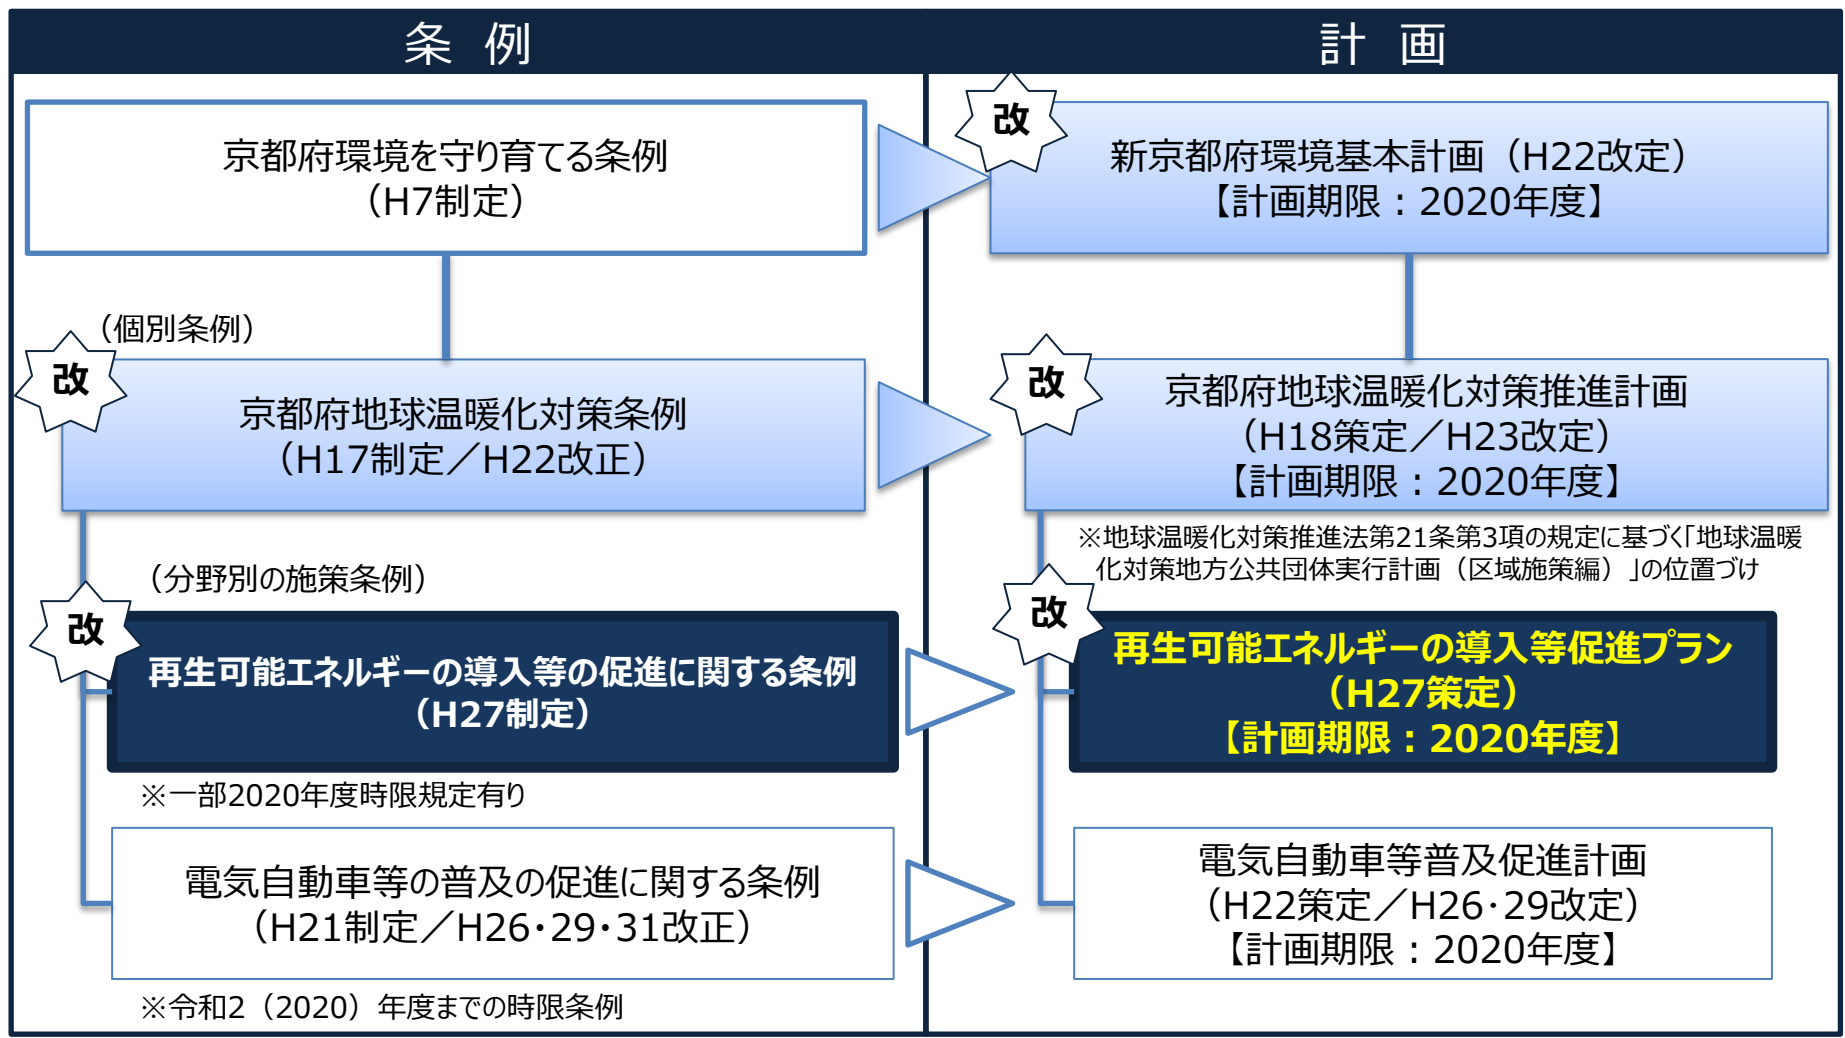 条 例
計 画
京都府環境を守り育てる条例
（H7制定）
改
新京都府環境基本計画（H22改定）
【計画期限：2020年度】
（個別条例）
改
京都府地球温暖化対策条例
（H17制定／H22改正）
改
京都府地球温暖化対策推進計画
（H18策定／H23改定）
【計画期限：2020年度】
※地球温暖化対策推進法第21条第3項の規定に基づく「地球温暖
化対策地方公共団体実行計画（区域施策編）」の位置づけ
（分野別の施策条例）
改
再生可能エネルギーの導入等の促進に関する条例
（H27制定）
※一部2020年度時限規定有り
改
再生可能エネルギーの導入等促進プラン
（H27策定）
【計画期限：2020年度】
電気自動車等の普及の促進に関する条例
（H21制定／H26・29・31改正）
※令和2（2020）年度までの時限条例
電気自動車等普及促進計画
（H22策定／H26・29改定）
【計画期限：2020年度】